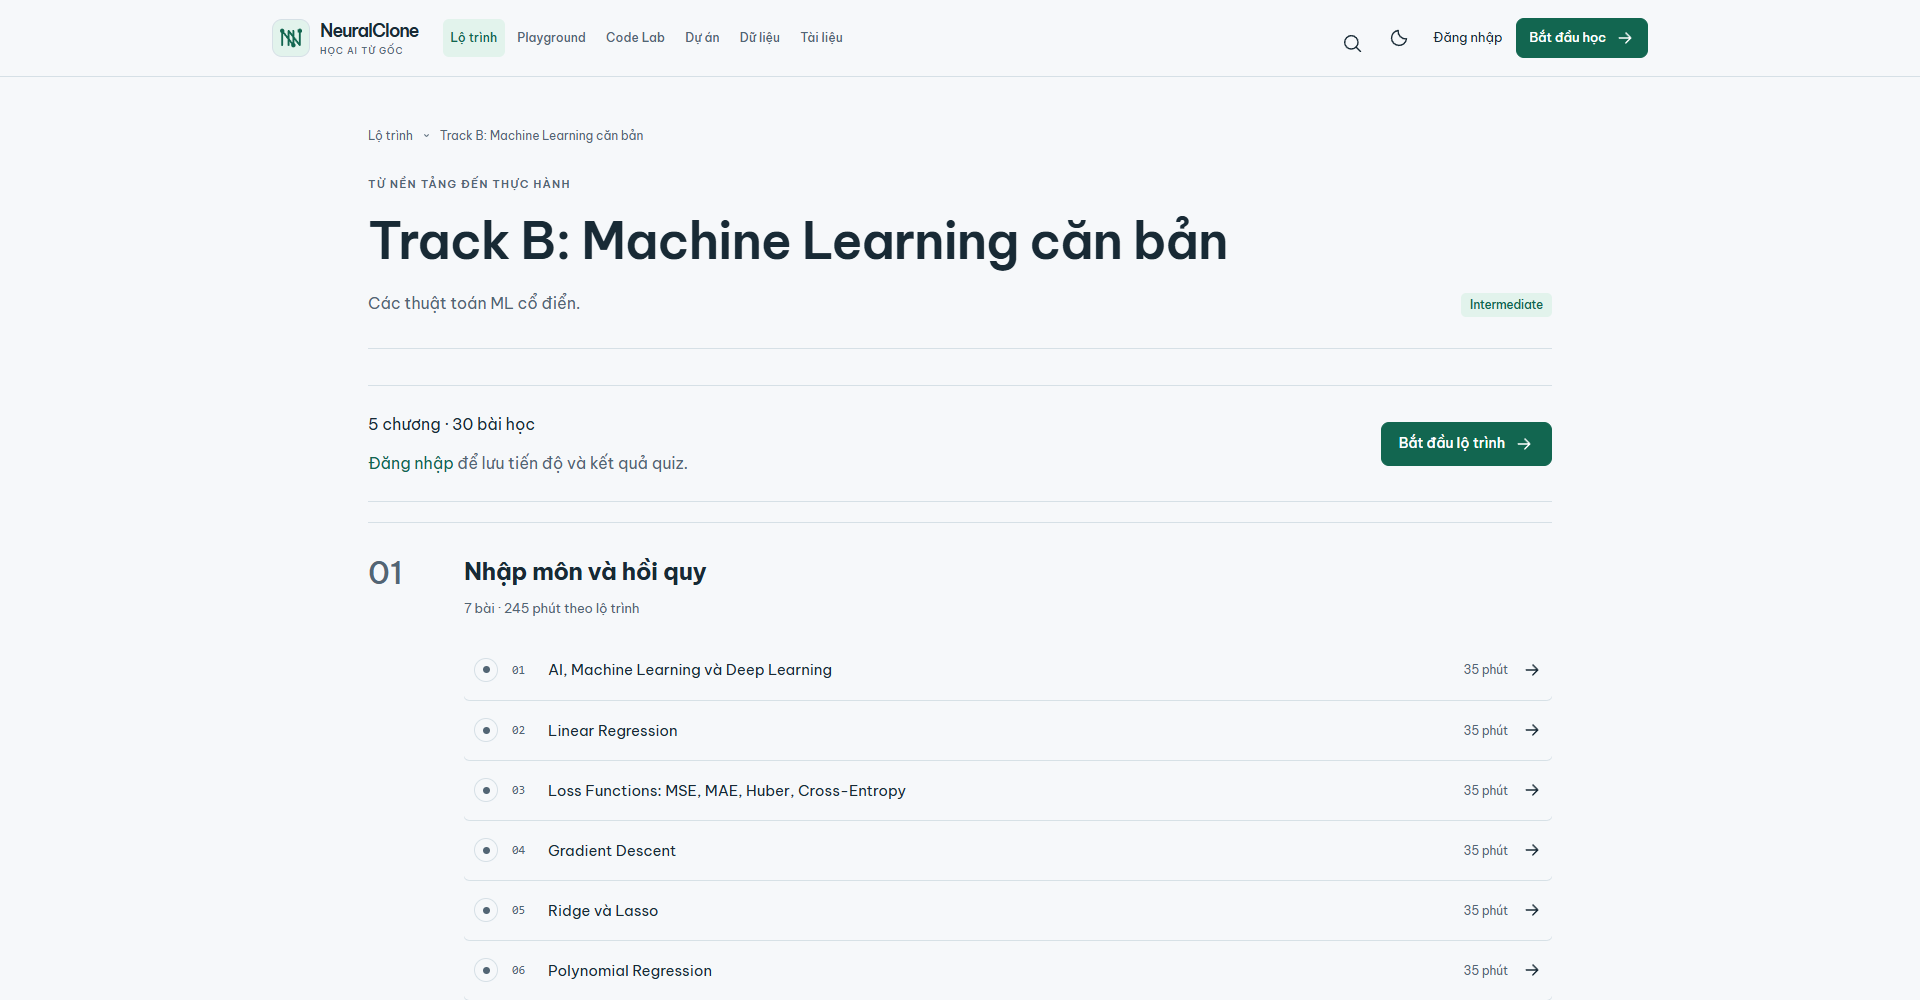 NeuralClone
HỌC AI TỪ GỐC
Lộ trình
Playground
Code Lab
Dự án
Dữ liệu
Tài liệu
Đăng nhập
Bắt đầu học
Lộ trình
Track B: Machine Learning căn bản
TỪ NỀN TẢNG ĐẾN THỰC HÀNH
Track B: Machine Learning căn bản
Các thuật toán ML cổ điển.
Intermediate
5 chương · 30 bài học
Đăng nhập để lưu tiến độ và kết quả quiz.
Bắt đầu lộ trình
01
Nhập môn và hồi quy
7 bài · 245 phút theo lộ trình
01 AI, Machine Learning và Deep Learning 35 phút
02 Linear Regression 35 phút
03 Loss Functions: MSE, MAE, Huber, Cross-Entropy 35 phút
04 Gradient Descent 35 phút
05 Ridge và Lasso 35 phút
06 Polynomial Regression 35 phút